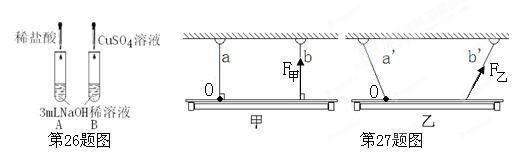 稀盐酸 CuSO4溶液
3mLNaOH稀溶液
A B
第26题图
a b
F甲
O
甲
a' b'
F乙
O
乙
第27题图